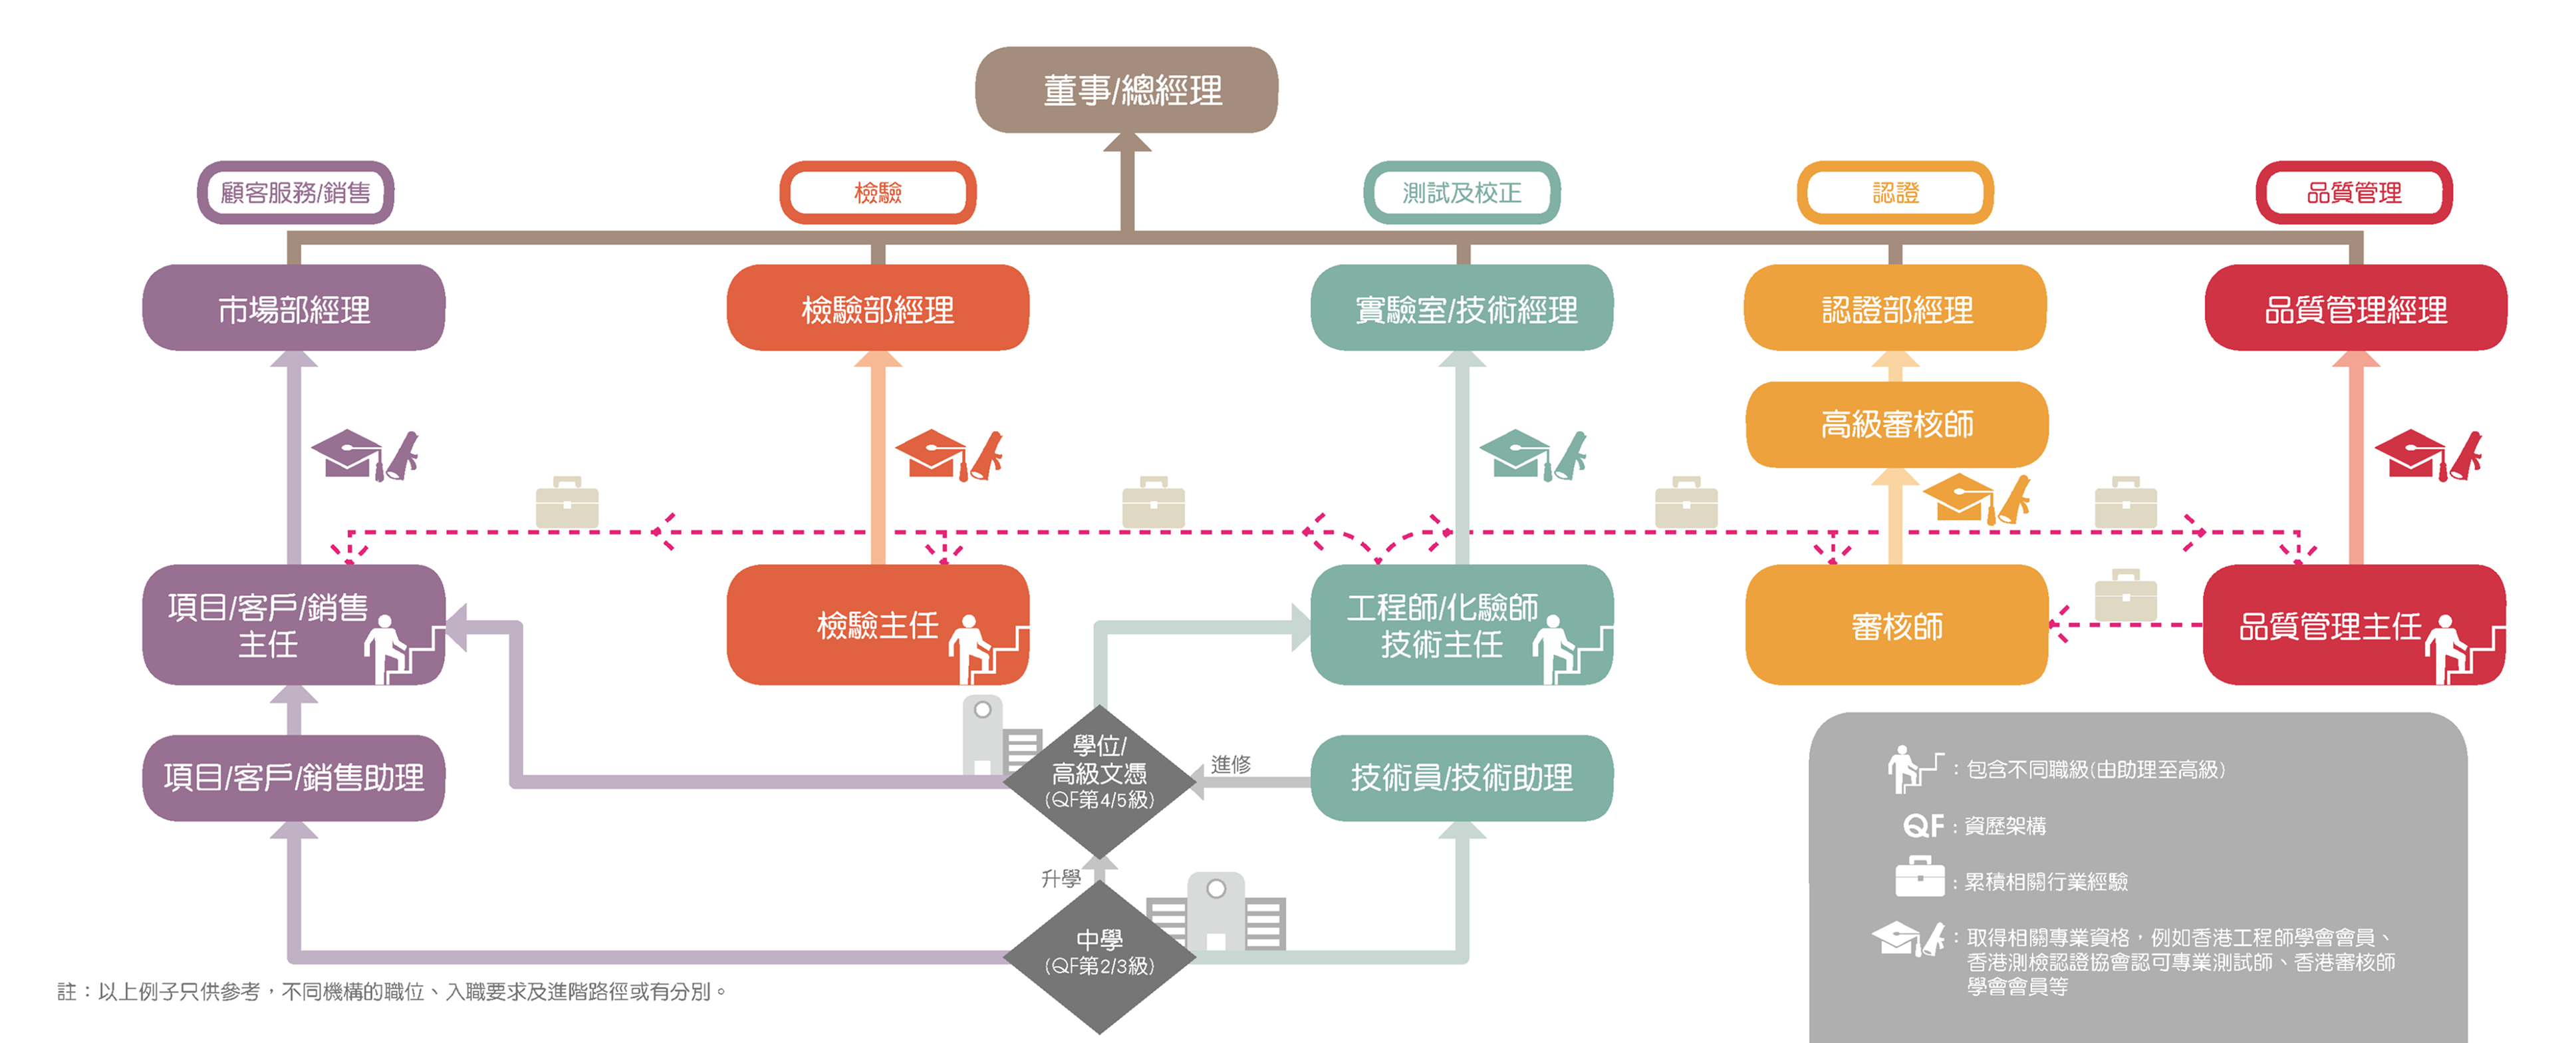 董事/總經理
顧客服務/銷售
檢驗
測試及校正
認證
品質管理
市場部經理
檢驗部經理
實驗室/技術經理
認證部經理
品質管理經理
高級審核師
項目/客戶/銷售
主任
檢驗主任
工程師/化驗師
技術主任
審核師
品質管理主任
項目/客戶/銷售助理
學位/
高級文憑
(QF第4/5級)
進修
技術員/技術助理
升學
中學
(QF第2/3級)
：包含不同職級(由助理至高級)
QF：資歷架構
：累積相關行業經驗
：取得相關專業資格，例如香港工程師學會會員、
香港測檢認證協會認可專業測試師、香港審核師
學會會員等
註：以上例子只供參考，不同機構的職位、入職要求及進階路徑或有分別。